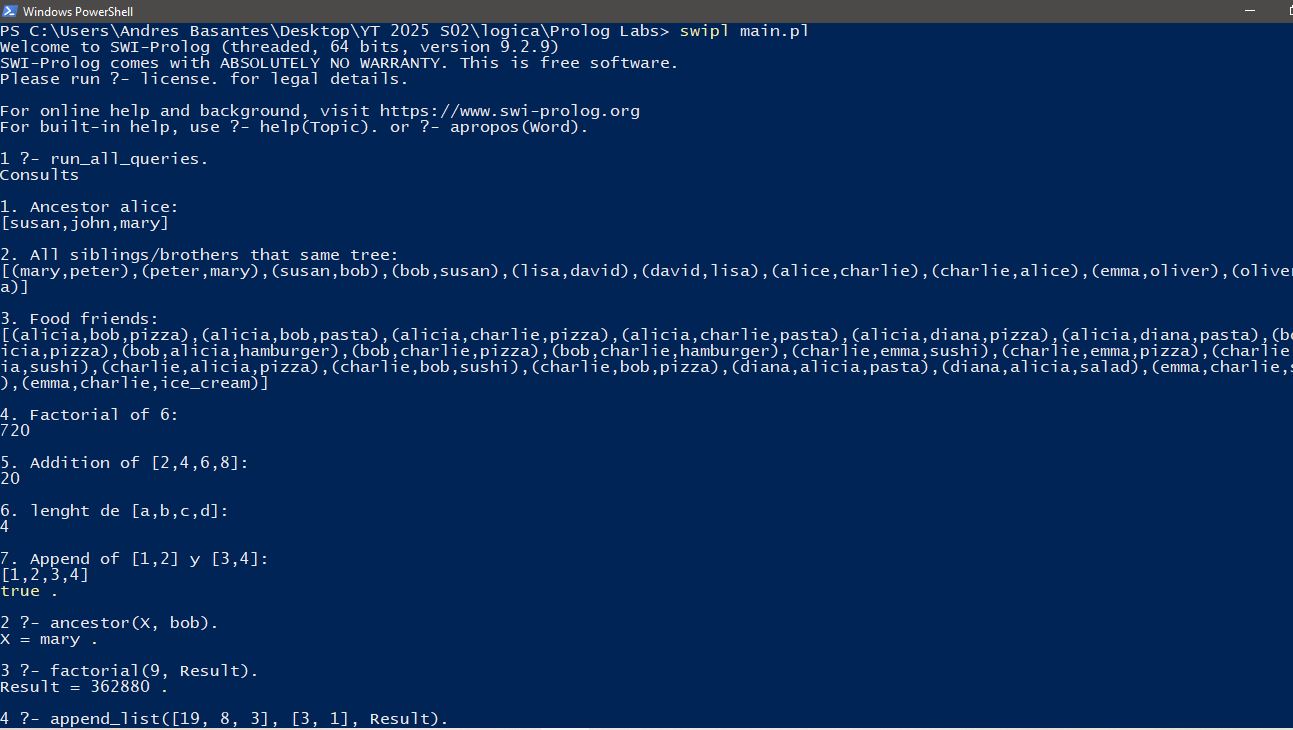 Windows PowerShell
PS C:\Users\Andres Basantes\Desktop\YT 2025 S02\logica\Prolog Labs> swipl main.pl
Welcome to SWI-Prolog (threaded, 64 bits, version 9.2.9)
SWI-Prolog comes with ABSOLUTELY NO WARRANTY. This is free software.
Please run ?- license. for legal details.
For online help and background, visit https://www.swi-prolog.org
For built-in help, use ?- help(Topic). or ?- apropos(Word).
1 ?- run_all_queries.
Consults
1. Ancestor alice:
[susan,john,mary]
2. All siblings/brothers that same tree:
[(mary,peter),(peter,mary),(susan,bob),(bob,susan),(lisa,david),(david,lisa),(alice,charlie),(charlie,alice),(emma,oliver),(oliver
a)]
3. Food friends:
[(alicia,bob,pizza),(alicia,bob,pasta),(alicia,charlie,pizza),(alicia,charlie,pasta),(alicia,diana,pizza),(alicia,diana,pasta),(bo
icia,pizza),(bob,alicia,hamburger),(bob,charlie,pizza),(bob,charlie,hamburger),(charlie,emma,sushi),(charlie,emma,pizza),(charlie
ia,sushi),(charlie,alicia,pizza),(charlie,bob,sushi),(charlie,bob,pizza),(diana,alicia,pasta),(diana,alicia,salad),(emma,charlie,s
),(emma,charlie,ice_cream)]
4. Factorial of 6:
720
5. Addition of [2,4,6,8]:
20
6. lenght de [a,b,c,d]:
4
7. Append of [1,2] y [3,4]:
[1,2,3,4]
true .
2 ?- ancestor(X, bob).
X = mary .
3 ?- factorial(9, Result).
Result = 362880 .
4 ?- append_list([19, 8, 3], [3, 1], Result).